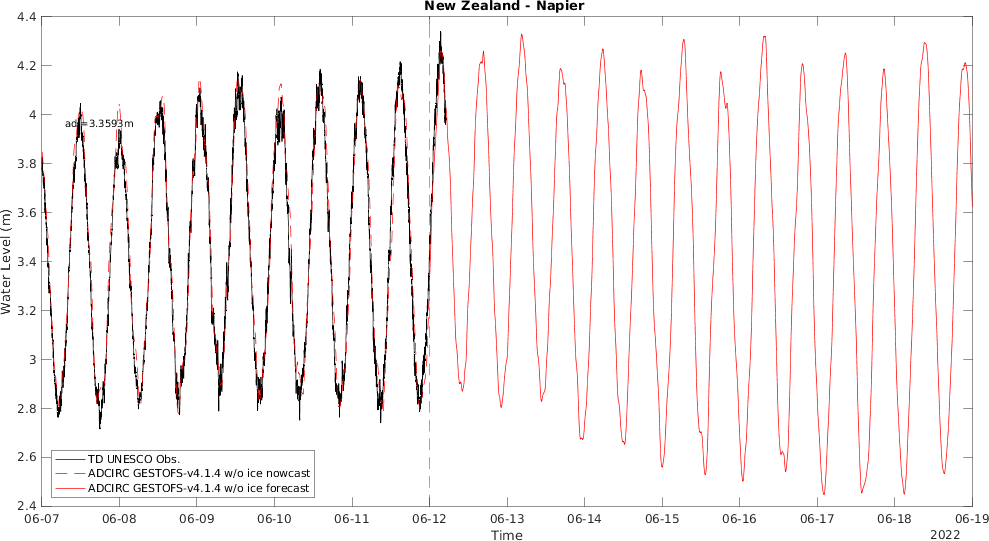 New Zealand - Napier
Water Level (m)
4.4
4.2
4
3.8
3.6
3.4
3.2
3
2.8
2.6
2.4
adj=3.3593m
TD UNESCO Obs.
ADCIRC GESTOFS-v4.1.4 w/o ice nowcast
ADCIRC GESTOFS-v4.1.4 w/o ice forecast
06-07 06-08 06-09 06-10 06-11 06-12 06-13 06-14 06-15 06-16 06-17 06-18 06-19
Time
2022